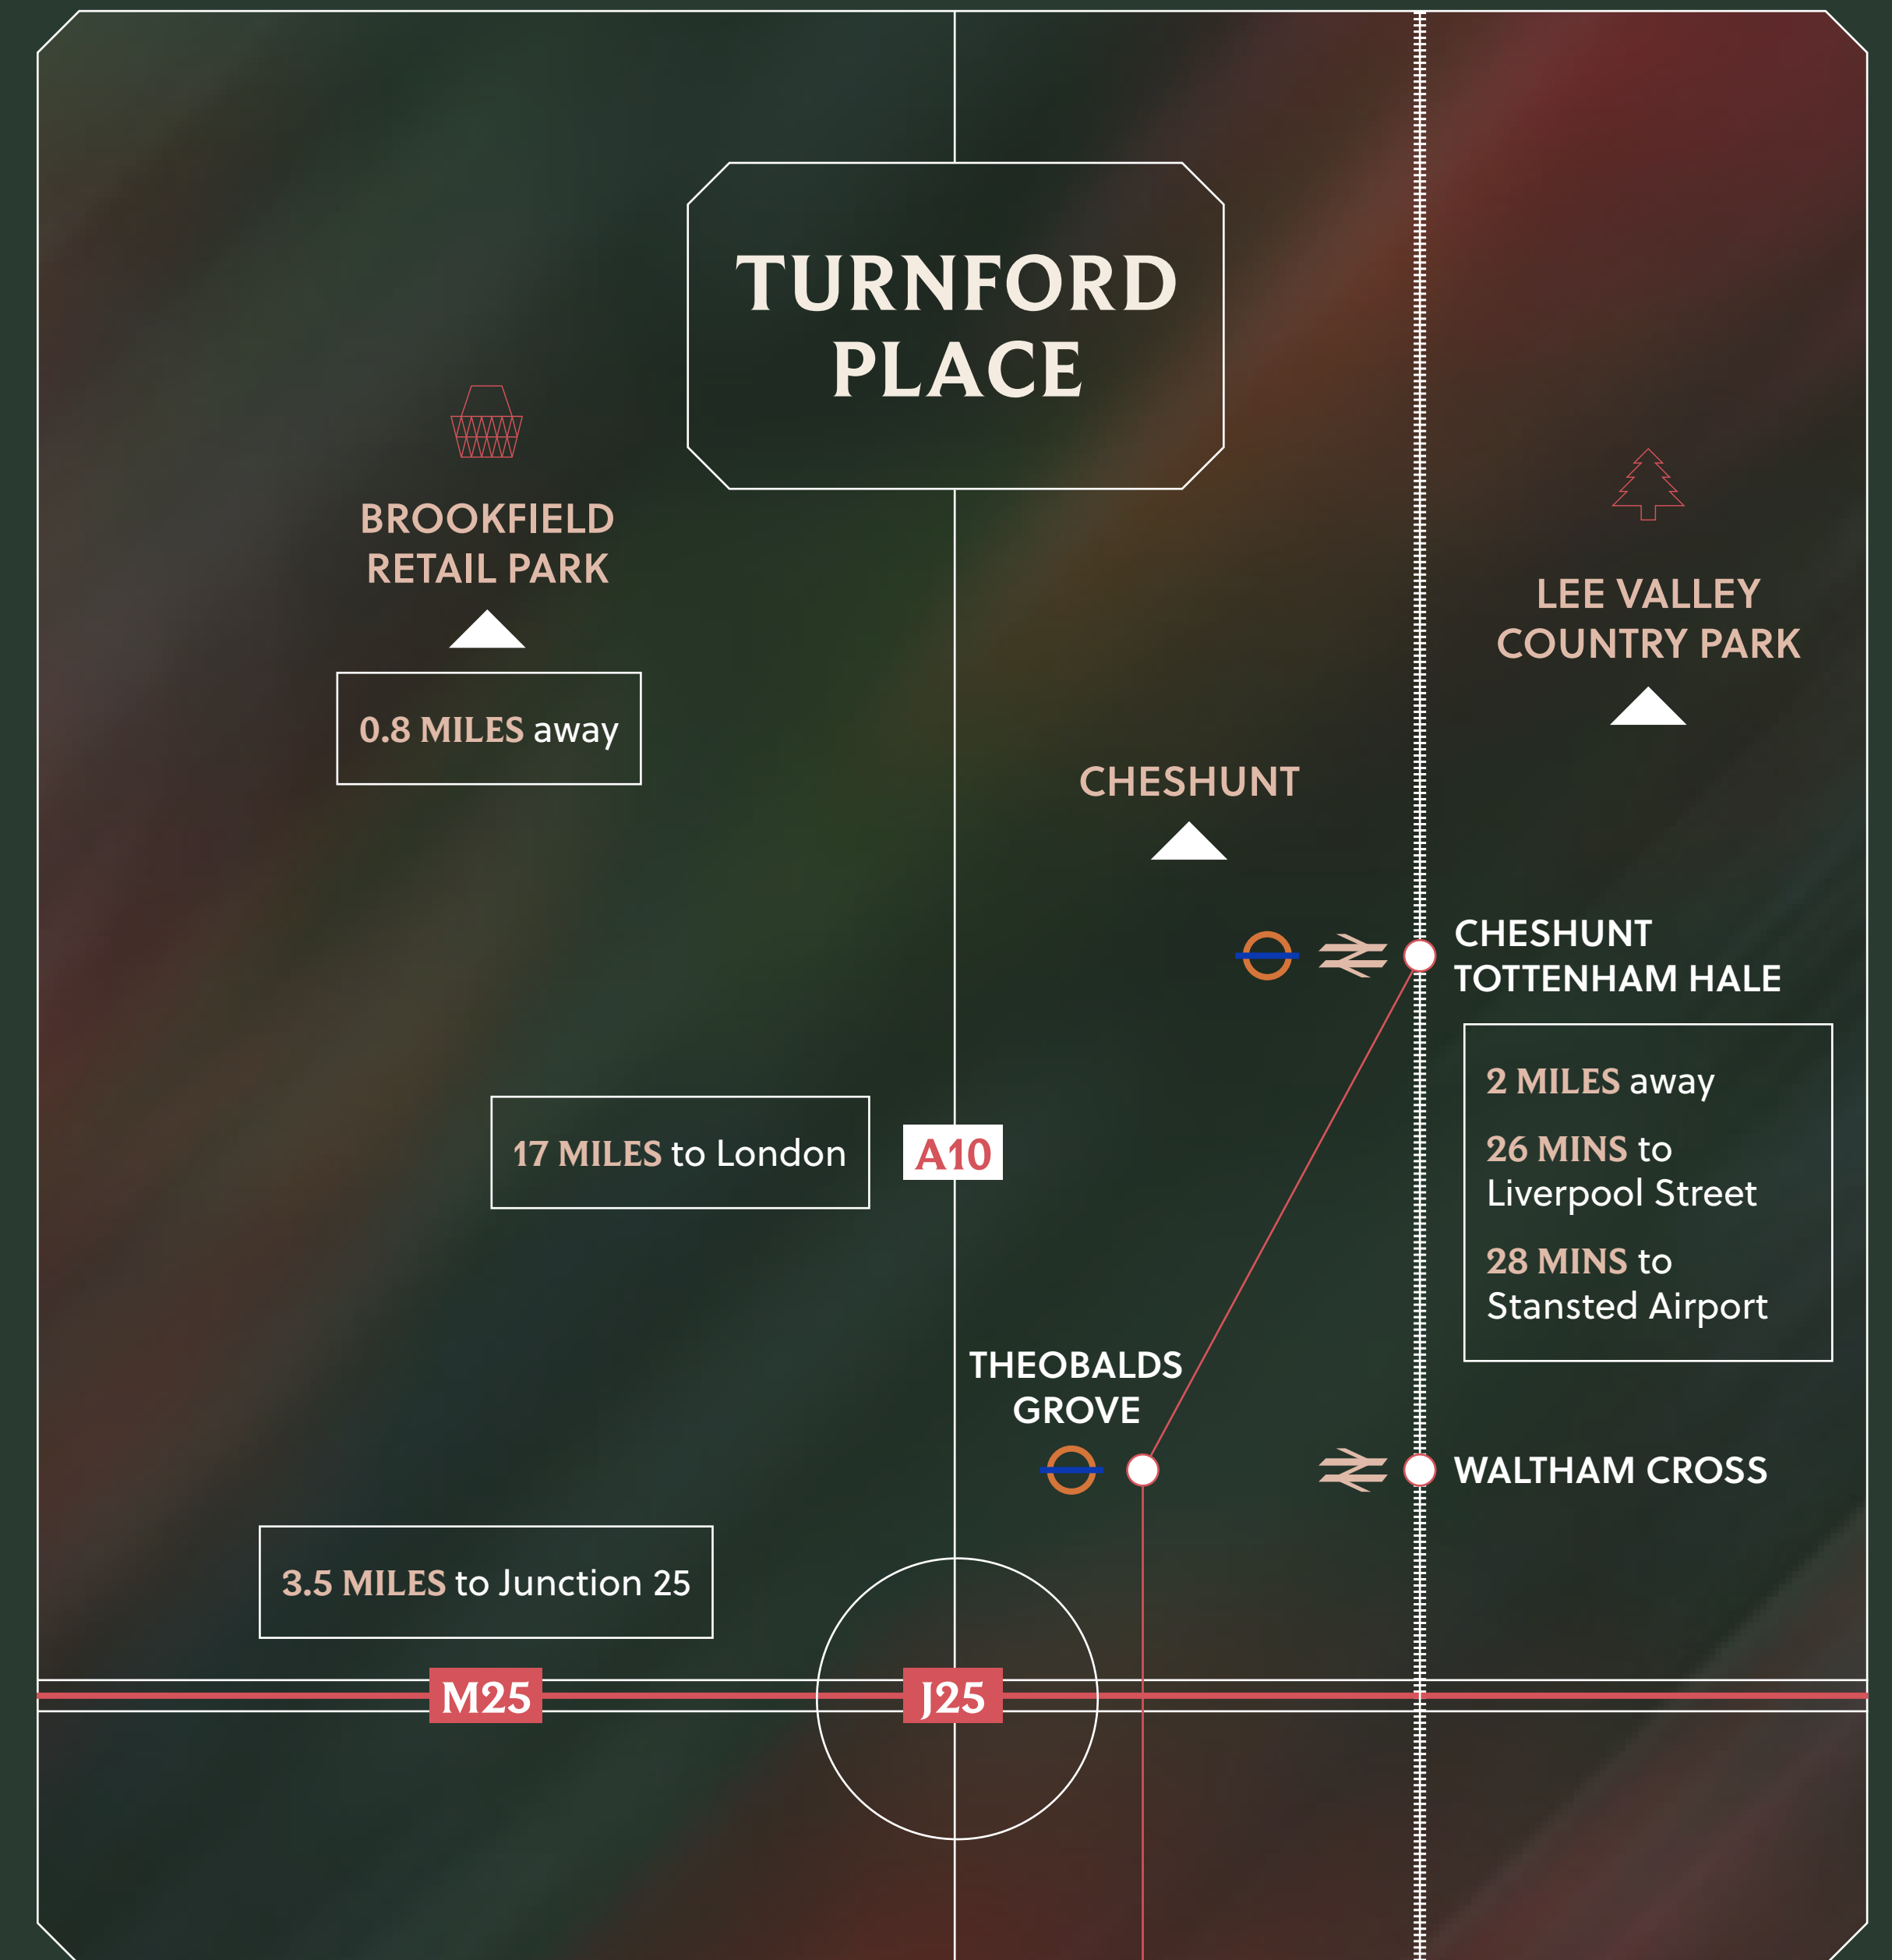 TURNFORD
PLACE
BROOKFIELD
RETAIL PARK
0.8 MILES away
LEE VALLEY
COUNTRY PARK
CHESHUNT
CHESHUNT
TOTTENHAM HALE
2 MILES away
26 MINS to
Liverpool Street
28 MINS to
Stansted Airport
17 MILES to London
A10
THEOBALDS
GROVE
WALTHAM CROSS
3.5 MILES to Junction 25
M25
J25